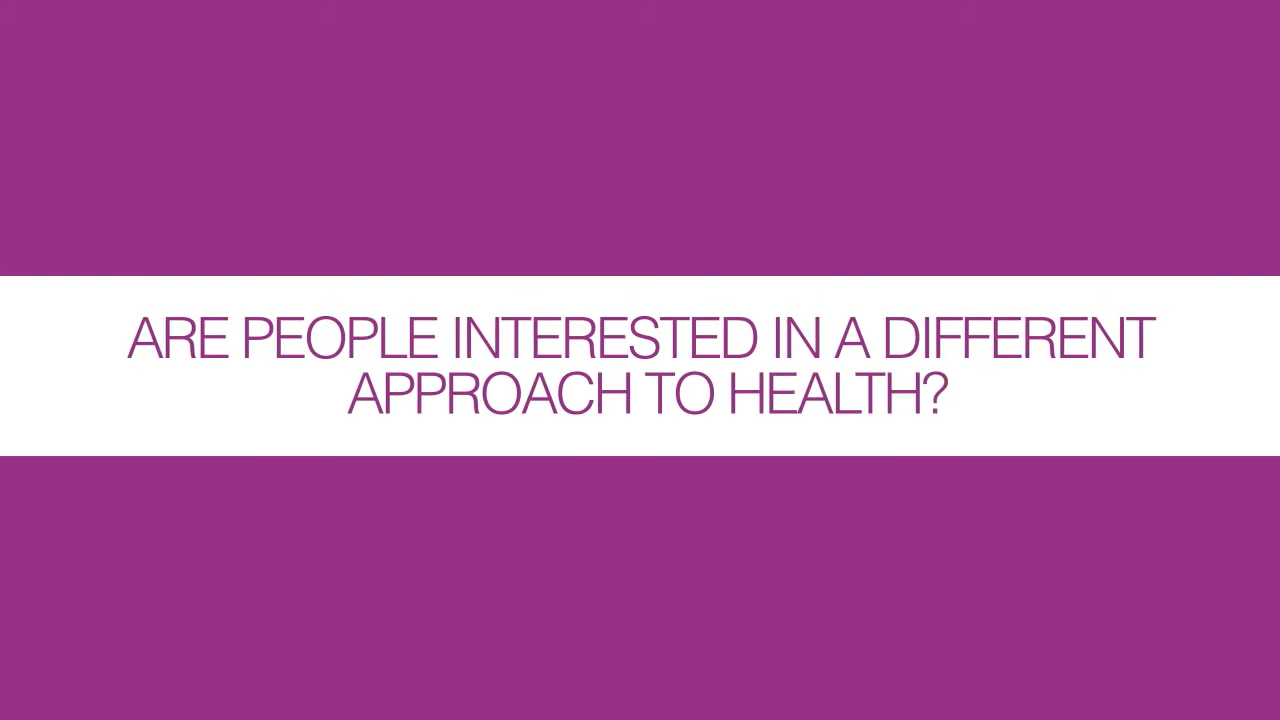 ARE PEOPLE INTERESTED IN A DIFFERENT
APPROACH TO HEALTH?